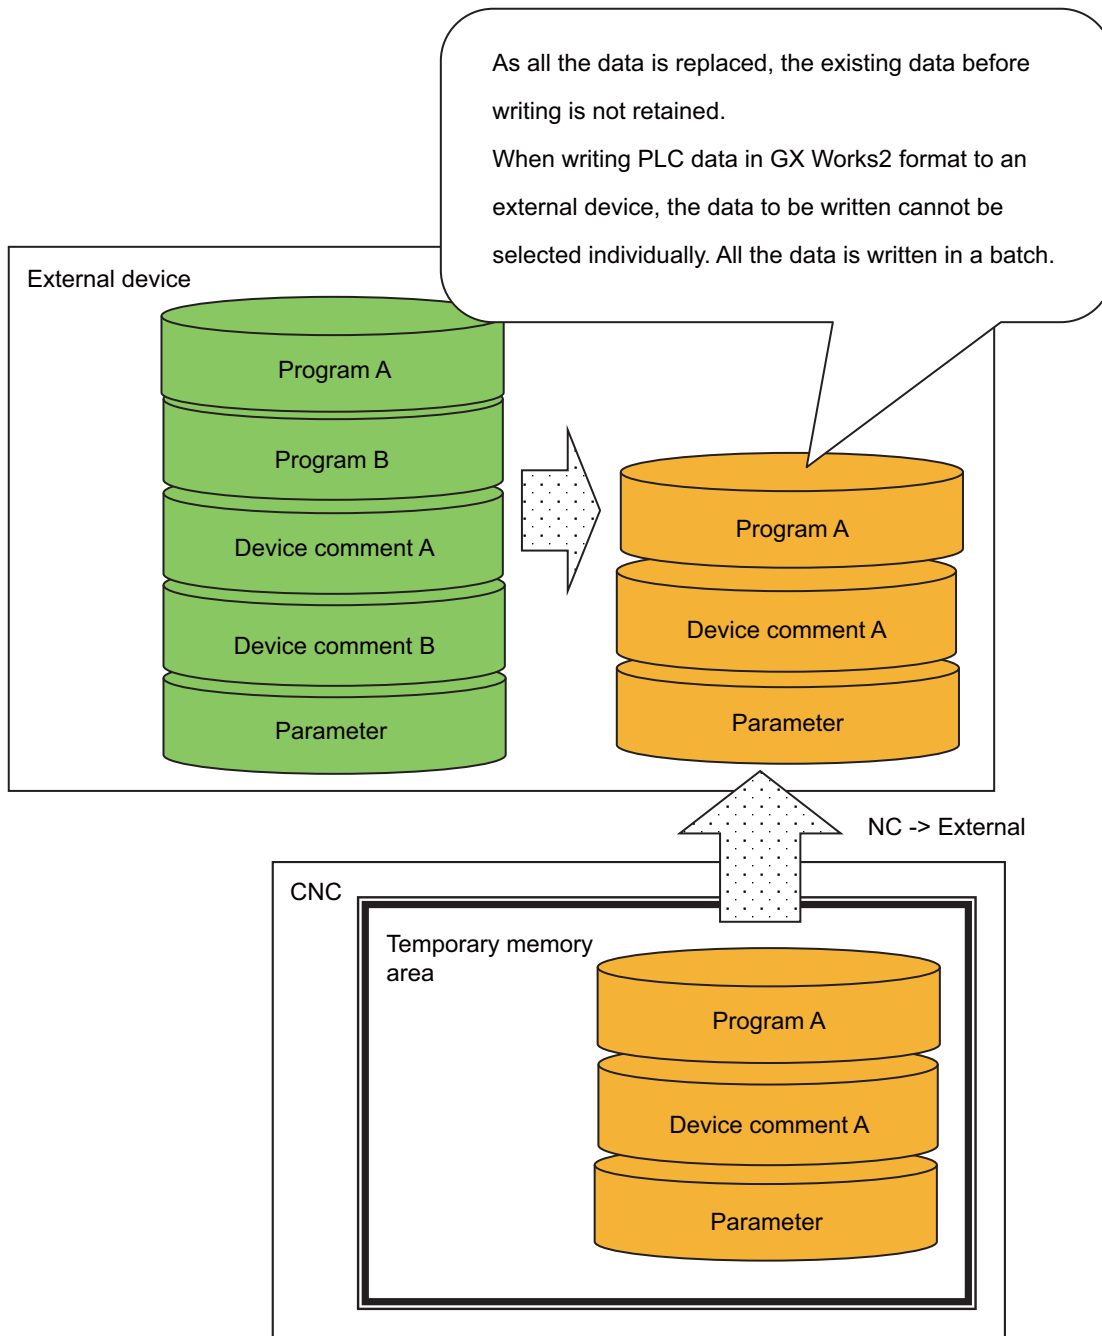 As all the data is replaced, the existing data before
writing is not retained.
When writing PLC data in GX Works2 format to an
external device, the data to be written cannot be
selected individually. All the data is written in a batch.
External device
Program A
Program B
Device comment A
Device comment B
Parameter
Program A
Device comment A
Parameter
NC -> External
CNC
Temporary memory
area
Program A
Device comment A
Parameter